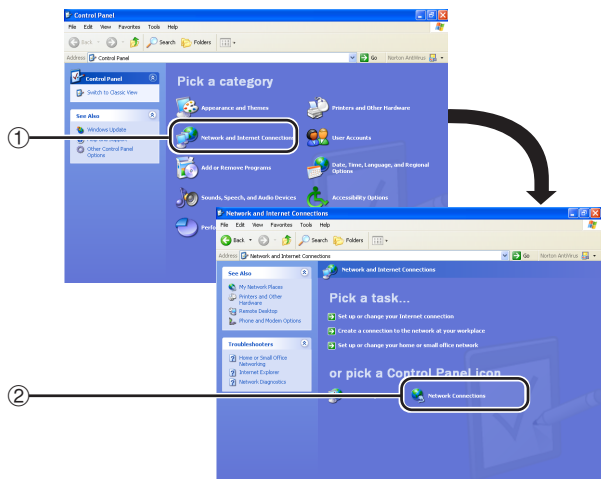 Control Panel
File Edit View Favorites Tools Help
Back Search Folders
Address Control Panel Go Norton AntiVirus
Control Panel
Switch to Classic View
See Also
Windows Update
Help and Support
Other Control Panel
Options
Pick a category
Appearance and Themes
Printers and Other Hardware
Network and Internet Connections
User Accounts
Add or Remove Programs
Date, Time, Language, and Regional
Options
Sounds, Speech, and Audio Devices
Accessibility Options
Perfo
①
Network and Internet Connections
File Edit View Favorites Tools Help
Back Search Folders
Address Network and Internet Connections Go Norton AntiVirus
See Also
My Network Places
Printers and Other
Hardware
Remote Desktop
Phone and Modem Options
Troubleshooters
Home or Small Office
Networking
Internet Explorer
Network Diagnostics
Network and Internet Connections
Pick a task...
Set up or change your Internet connection
Create a connection to the network at your workplace
Set up or change your home or small office network
or pick a Control Panel icon
Network Connections
②